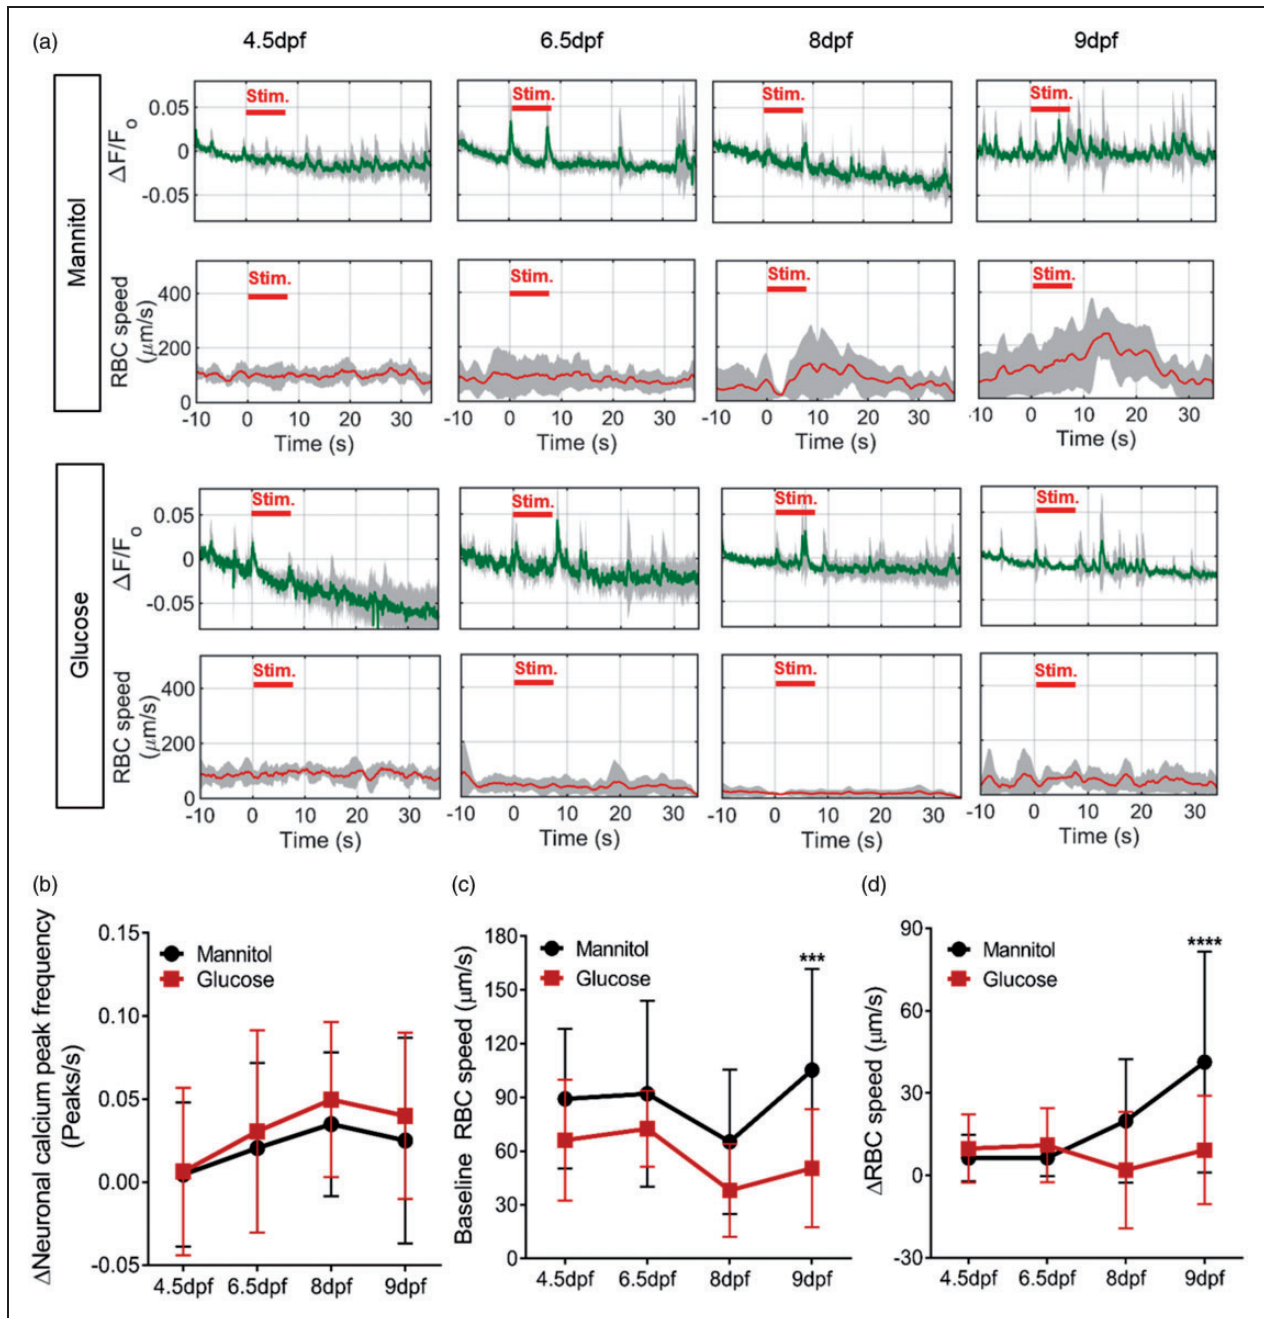 (a)
4.5dpf 6.5dpf 8dpf 9dpf
Mannitol
ΔF/Fo
0.05
0
-0.05
Stim. Stim. Stim. Stim.
RBC speed
(μm/s)
400
200
0
Stim. Stim. Stim. Stim.
-10 0 10 20 30 -10 0 10 20 30 -10 0 10 20 30 -10 0 10 20 30
Time (s) Time (s) Time (s) Time (s)
Glucose
ΔF/Fo
0.05
0
-0.05
Stim. Stim. Stim. Stim.
RBC speed
(μm/s)
400
200
0
Stim. Stim. Stim. Stim.
-10 0 10 20 30 -10 0 10 20 30 -10 0 10 20 30 -10 0 10 20 30
Time (s) Time (s) Time (s) Time (s)
(b)
ΔNeuronal calcium peak frequency
(Peaks/s)
0.15
0.10
0.05
0.00
-0.05
Mannitol
Glucose
4.5dpf 6.5dpf 8dpf 9dpf
(c)
Baseline RBC speed (μm/s)
180
150
120
90
60
30
0
Mannitol
Glucose
***
4.5dpf 6.5dpf 8dpf 9dpf
(d)
ΔRBC speed (μm/s)
90
60
30
0
-30
Mannitol
Glucose
****
4.5dpf 6.5dpf 8dpf 9dpf